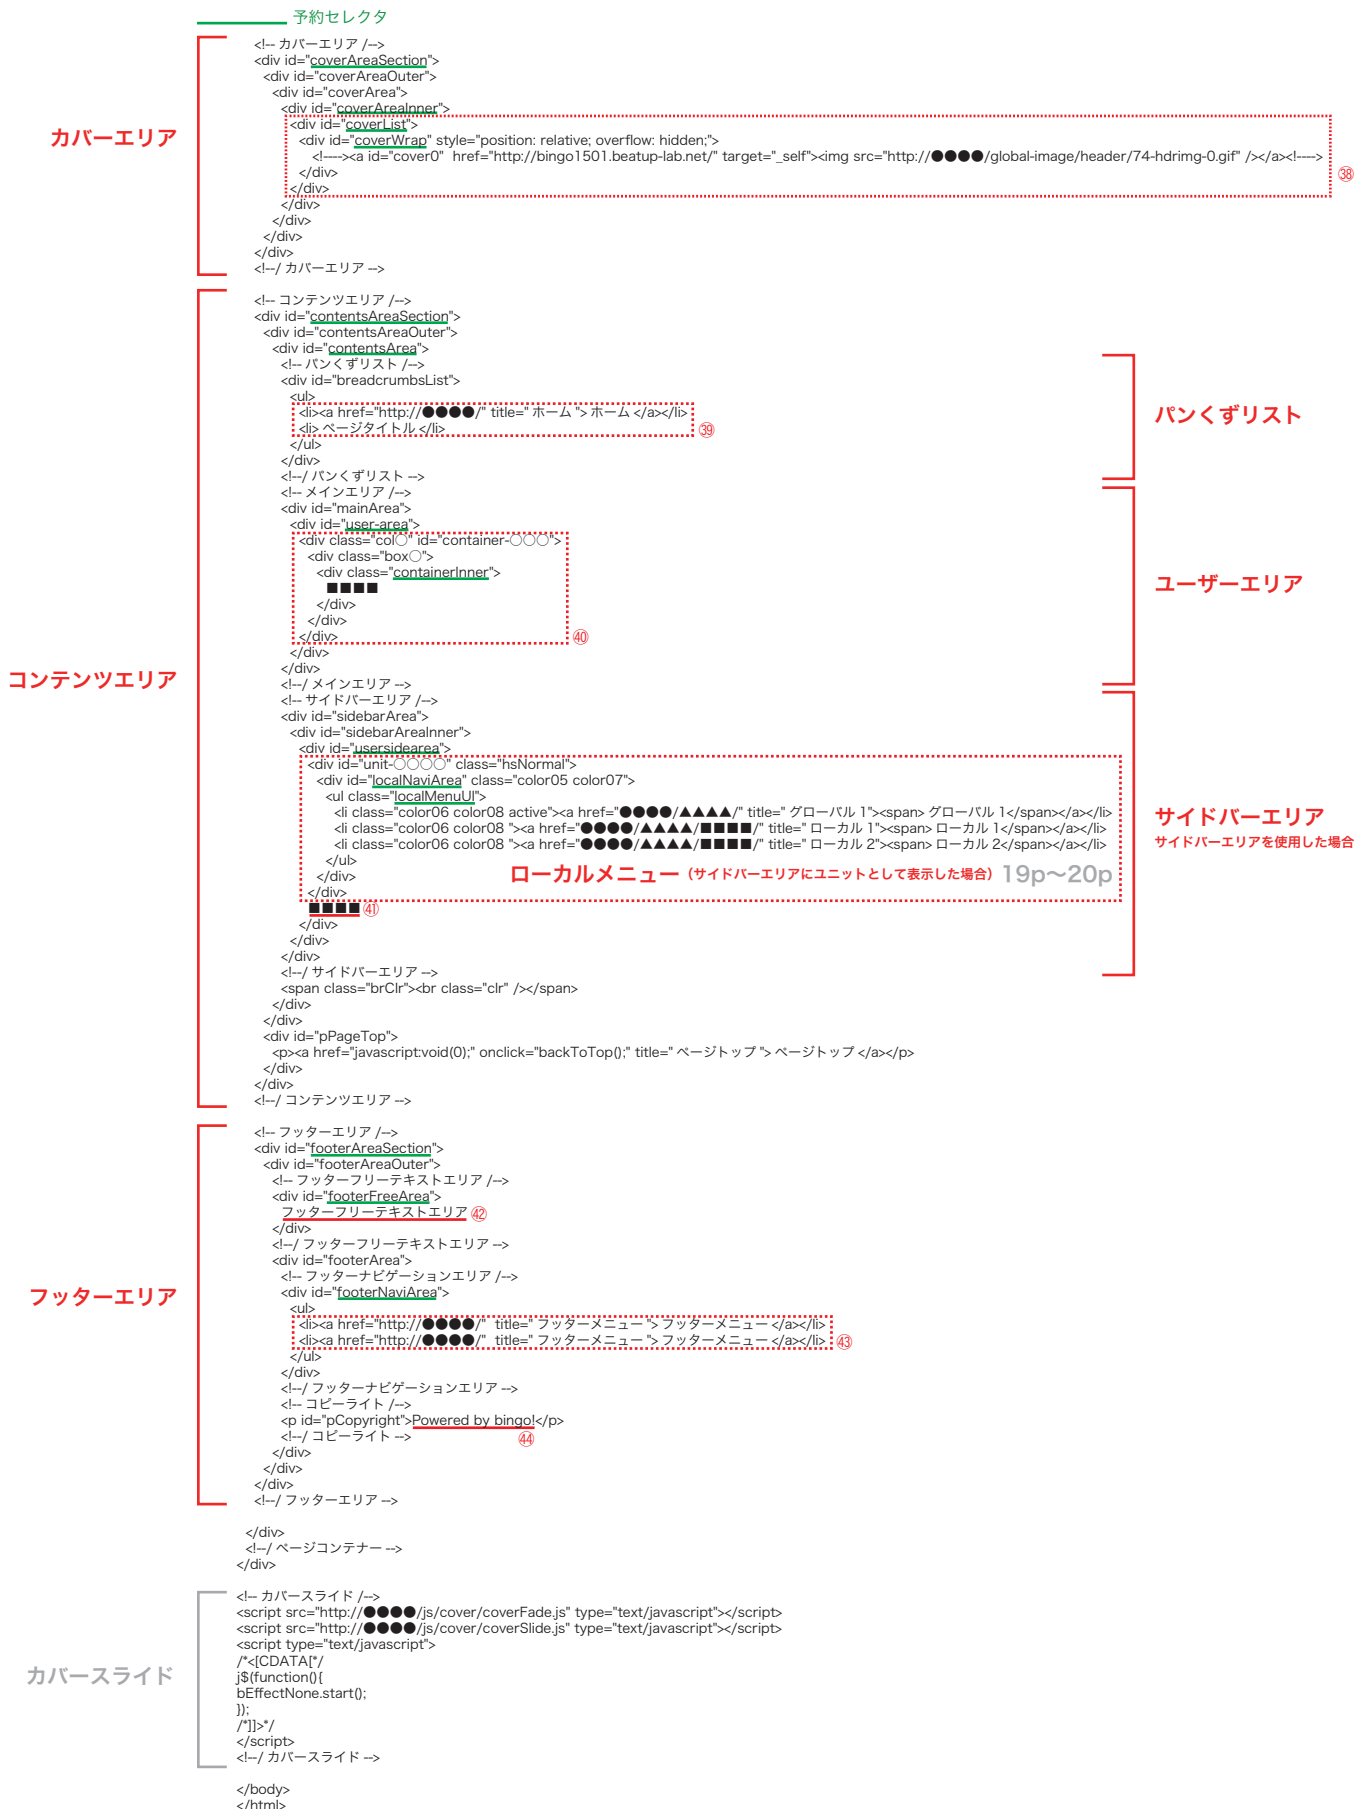 予約セレクタ
カバーエリア
<!-- カバーエリア /-->
<div id="coverAreaSection">
<div id="coverAreaOuter">
<div id="coverArea">
<div id="coverAreaInner">
<div id="coverList">
<div id="coverWrap" style="position: relative; overflow: hidden;">
<!----><a id="cover0" href="http://bingo1501.beatup-lab.net/" target="_self"><img src="http://●●●●/global-image/header/74-hdrimg-0.gif" /></a><!---->
</div>
㊳
</div>
</div>
</div>
</div>
</div>
<!--/ カバーエリア -->
コンテンツエリア
<!-- コンテンツエリア /-->
<div id="contentsAreaSection">
<div id="contentsAreaOuter">
<div id="contentsArea">
パンくずリスト
<!-- パンくずリスト /-->
<div id="breadcrumbsList">
<ul>
<li><a href="http://●●●●/" title=" ホーム "> ホーム </a></li>
<li> ページタイトル </li>
㊴
</ul>
</div>
<!--/ パンくずリスト -->
ユーザーエリア
<!-- メインエリア /-->
<div id="mainArea">
<div id="user-area">
<div class="col○" id="container-○○○">
<div class="box○">
<div class="containerInner">
■■■■
</div>
</div>
</div>
㊵
</div>
</div>
<!--/ メインエリア -->
サイドバーエリア
サイドバーエリアを使用した場合
<!-- サイドバーエリア /-->
<div id="sidebarArea">
<div id="sidebarAreaInner">
<div id="usersidearea">
<div id="unit-○○○○" class="hsNormal">
<div id="localNaviArea" class="color05 color07">
<ul class="localMenuUl">
<li class="color06 color08 active"><a href="●●●●/▲▲▲▲/" title=" グローバル 1"><span> グローバル 1</span></a></li>
<li class="color06 color08 "><a href="●●●●/▲▲▲▲/■■■■/" title=" ローカル 1"><span> ローカル 1</span></a></li>
<li class="color06 color08 "><a href="●●●●/▲▲▲▲/■■■■/" title=" ローカル 2"><span> ローカル 2</span></a></li>
</ul>
</div>
ローカルメニュー（サイドバーエリアにユニットとして表示した場合）19p〜20p
</div>
■■■■ ㊶
</div>
</div>
</div>
<!--/ サイドバーエリア -->
<span class="brClr"><br class="clr" /></span>
</div>
</div>
<div id="pPageTop">
<p><a href="javascript:void(0);" onclick="backToTop();" title=" ページトップ "> ページトップ </a></p>
</div>
</div>
<!--/ コンテンツエリア -->
フッターエリア
<!-- フッターエリア /-->
<div id="footerAreaSection">
<div id="footerAreaOuter">
<!-- フッターフリーテキストエリア /-->
<div id="footerFreeArea">
フッターフリーテキストエリア ㊷
</div>
<!--/ フッターフリーテキストエリア -->
<div id="footerArea">
<!-- フッターナビゲーションエリア /-->
<div id="footerNaviArea">
<ul>
<li><a href="http://●●●●/" title=" フッターメニュー "> フッターメニュー </a></li>
<li><a href="http://●●●●/" title=" フッターメニュー "> フッターメニュー </a></li>
㊸
</ul>
</div>
<!--/ フッターナビゲーションエリア -->
<!-- コピーライト /-->
<p id="pCopyright">Powered by bingo!</p>
<!--/ コピーライト -->
㊹
</div>
</div>
</div>
<!--/ フッターエリア -->
</div>
<!--/ ページコンテナー -->
</div>
カバースライド
<!-- カバースライド /-->
<script src="http://●●●●/js/cover/coverFade.js" type="text/javascript"></script>
<script src="http://●●●●/js/cover/coverSlide.js" type="text/javascript"></script>
<script type="text/javascript">
/*<[CDATA[*/
j$(function(){
bEffectNone.start();
});
/*]]>*/
</script>
<!--/ カバースライド -->
</body>
</html>